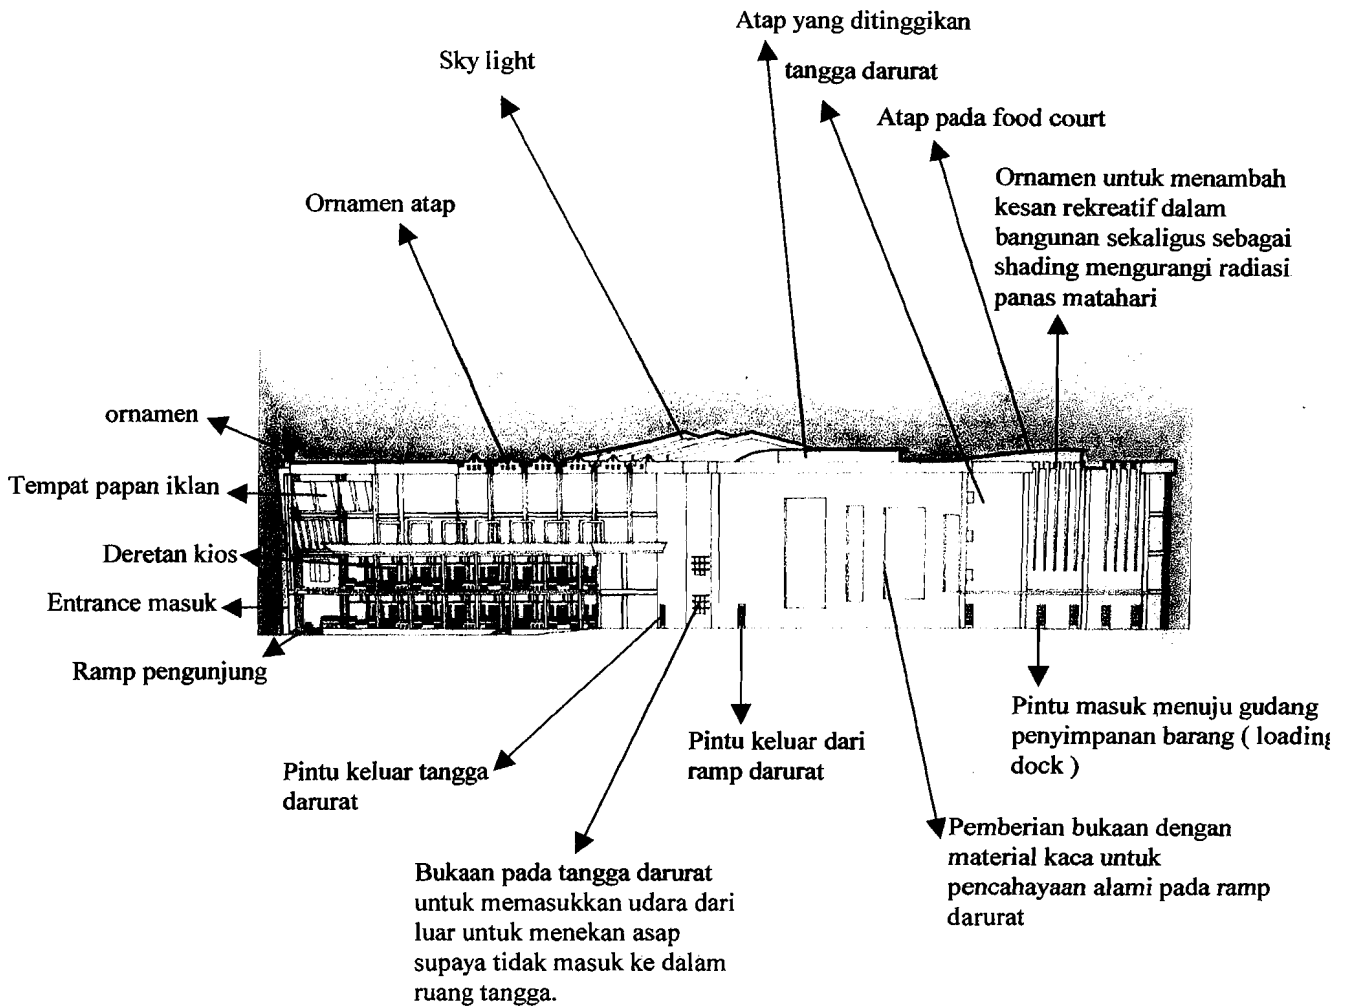 Atap yang ditinggikan
Sky light
tangga darurat
Atap pada food court
Ornamen untuk menambah
kesan rekreatif dalam
bangunan sekaligus sebagai
shading mengurangi radiasi
panas matahari
Ornamen atap
ornamen
Tempat papan iklan
Deretan kios
Entrance masuk
Ramp pengunjung
Pintu keluar tangga
darurat
Pintu keluar dari
ramp darurat
Pintu masuk menuju gudang
penyimpanan barang ( loading
dock )
Bukaan pada tangga darurat
untuk memasukkan udara dari
luar untuk menekan asap
supaya tidak masuk ke dalam
ruang tangga.
Pemberian bukaan dengan
material kaca untuk
pencahayaan alami pada ramp
darurat